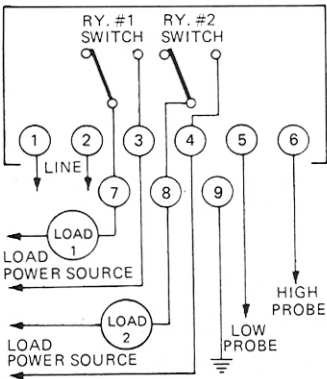 RY. #1 SWITCH
RY. #2 SWITCH
1 2 3 4 5 6
LINE
7 8 9
LOAD 1
LOAD POWER SOURCE
HIGH PROBE
LOAD 2
LOW PROBE
LOAD POWER SOURCE